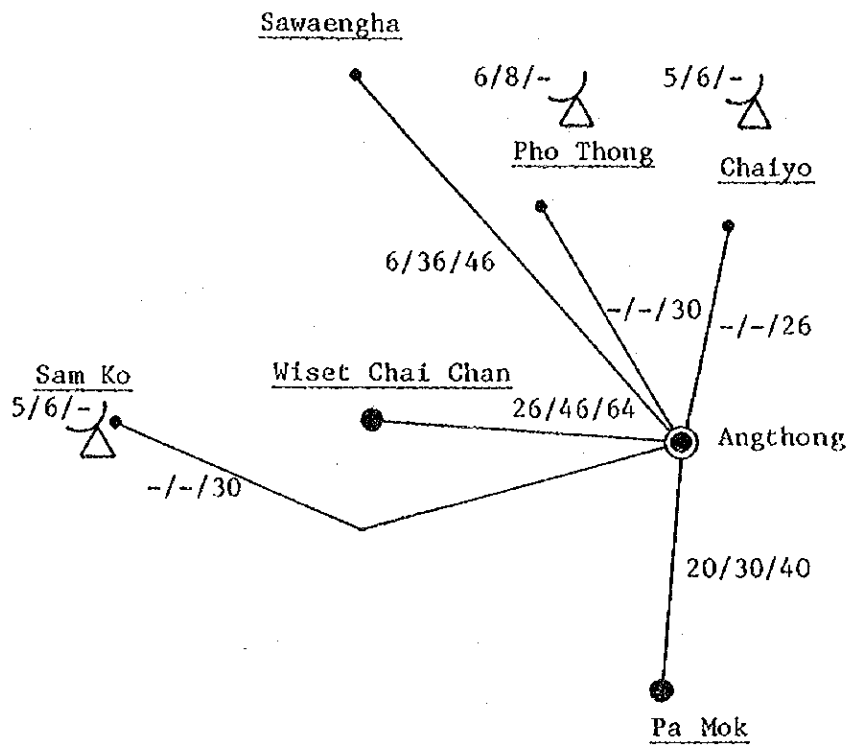 Sawaengha
6/8/-
5/6/-
Pho Thong
Chaiyo
6/36/46
-/-/30
-/-/26
Sam Ko
Wiset Chai Chan
5/6/-
26/46/64
Angthong
-/-/30
20/30/40
Pa Mok